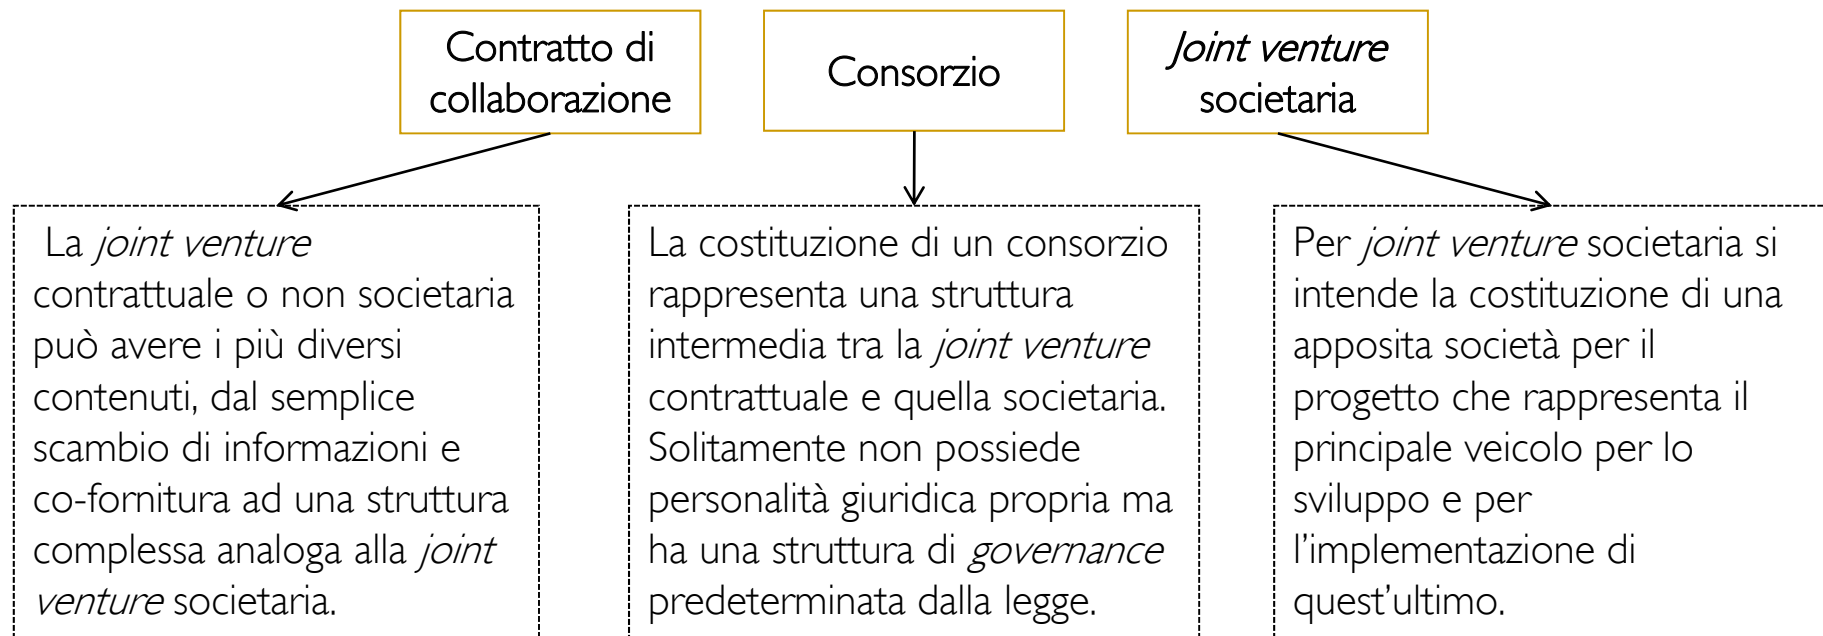 Contratto di
collaborazione
Consorzio
Joint venture
societaria
La joint venture
contrattuale o non societaria
può avere i più diversi
contenuti, dal semplice
scambio di informazioni e
co-fornitura ad una struttura
complessa analoga alla joint
venture societaria.
La costituzione di un consorzio
rappresenta una struttura
intermedia tra la joint venture
contrattuale e quella societaria.
Solitamente non possiede
personalità giuridica propria ma
ha una struttura di governance
predeterminata dalla legge.
Per joint venture societaria si
intende la costituzione di una
apposita società per il
progetto che rappresenta il
principale veicolo per lo
sviluppo e per
l'implementazione di
quest'ultimo.